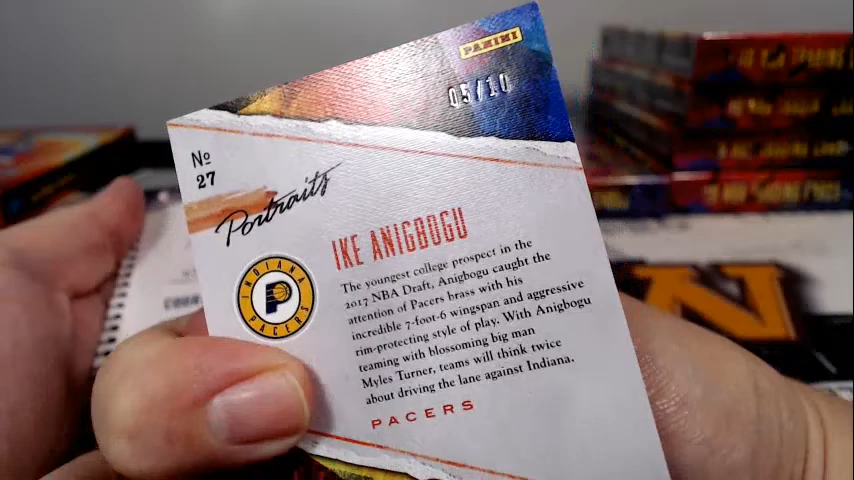 PANINI
05/10
No
27
Portraits
INDIANA
PACERS
IKE ANIGBOGU
The youngest college prospect in the
2017 NBA Draft, Anigbogu caught the
attention of Pacers brass with his
incredible 7-foot-6 wingspan and aggressive
rim-protecting style of play. With Anigbogu
teaming with blossoming big man
Myles Turner, teams will think twice
about driving the lane against Indiana.
PACERS